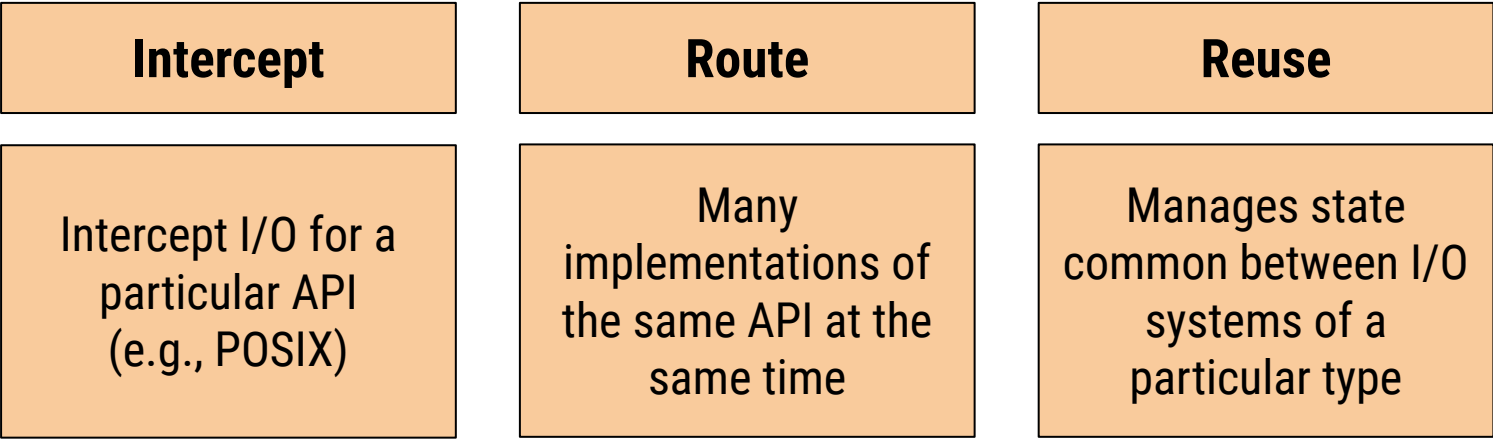 Intercept
Route
Reuse
Intercept I/O for a
particular API
(e.g., POSIX)
Many
implementations of
the same API at the
same time
Manages state
common between I/O
systems of a
particular type